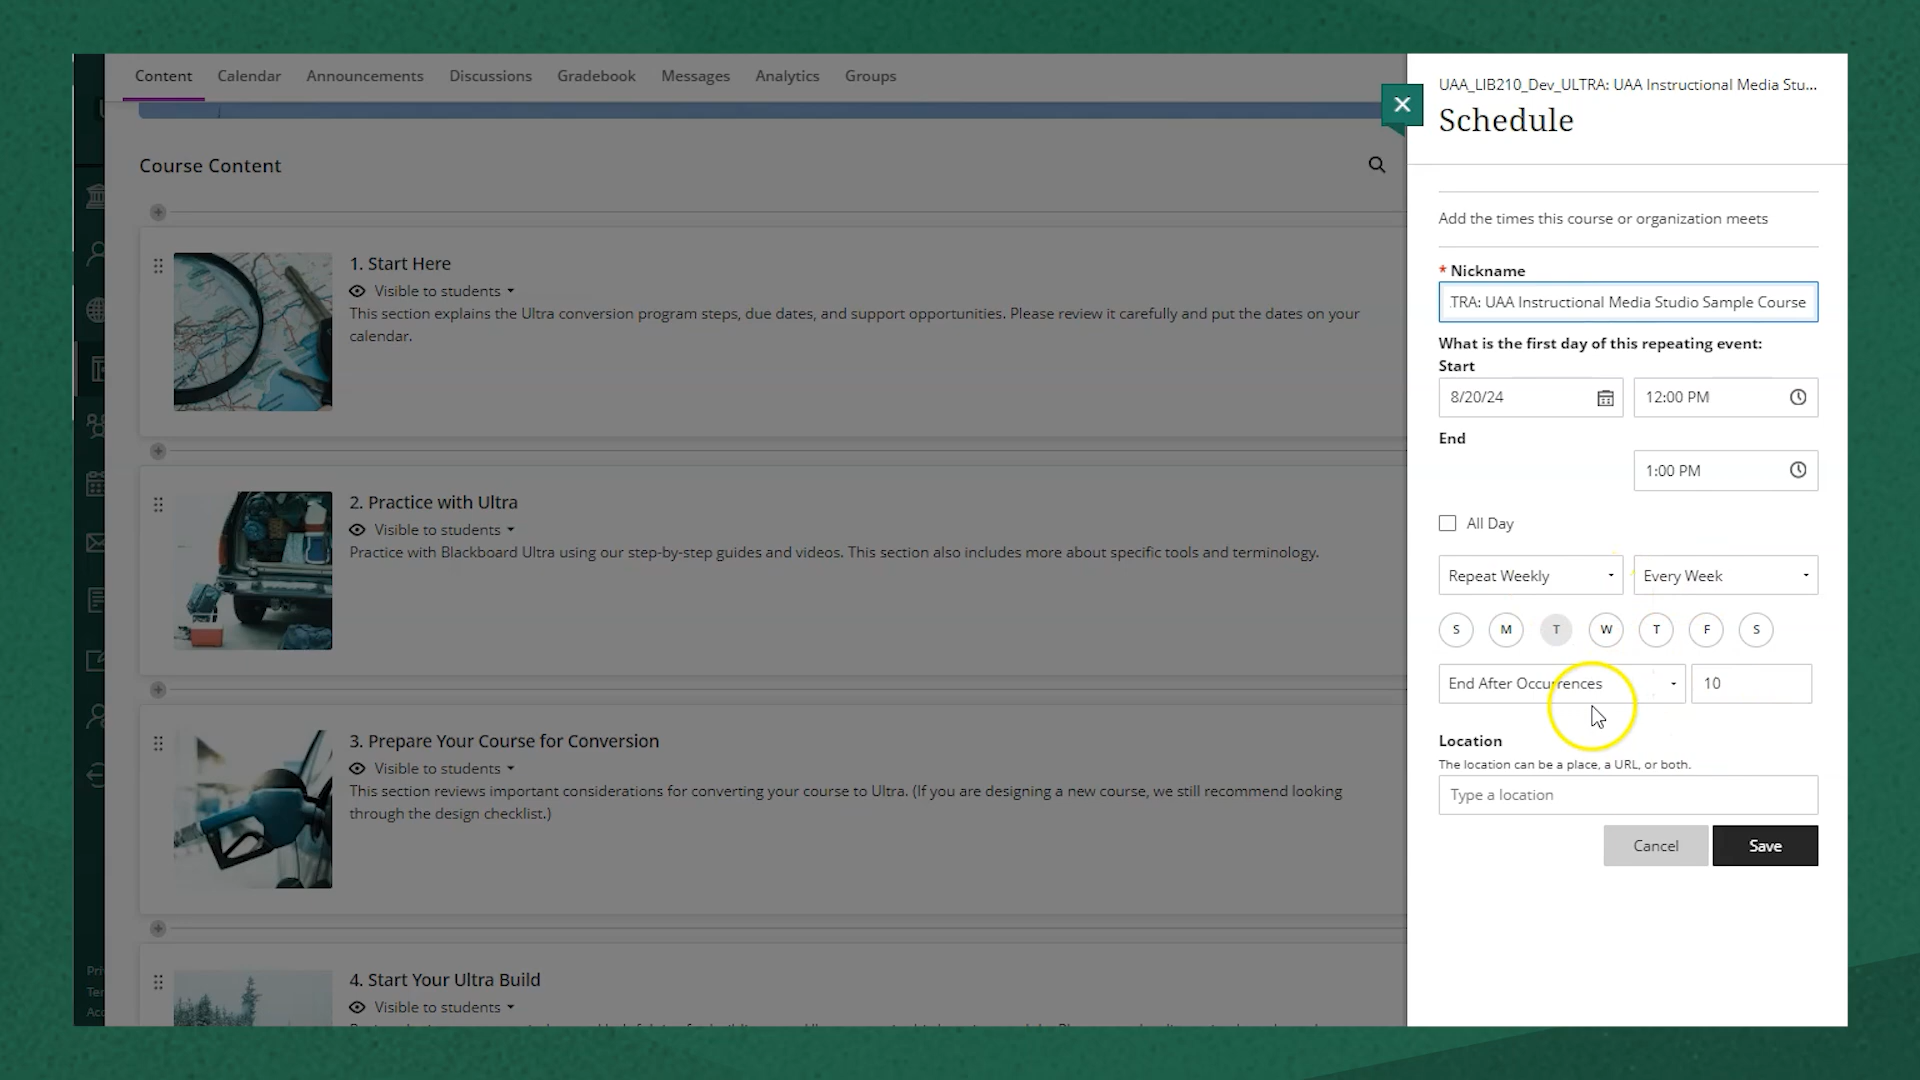 Content Calendar Announcements Discussions Gradebook Messages Analytics Groups
Course Content
1. Start Here
Visible to students
This section explains the Ultra conversion program steps, due dates, and support opportunities. Please review it carefully and put the dates on your
calendar.
2. Practice with Ultra
Visible to students
Practice with Blackboard Ultra using our step-by-step guides and videos. This section also includes more about specific tools and terminology.
3. Prepare Your Course for Conversion
Visible to students
This section reviews important considerations for converting your course to Ultra. (If you are designing a new course, we still recommend looking
through the design checklist.)
4. Start Your Ultra Build
Visible to students
Pri
Ter
Acc
UAA_LIB210_Dev_ULTRA: UAA Instructional Media Stu...
Schedule
Add the times this course or organization meets
* Nickname
TRA: UAA Instructional Media Studio Sample Course
What is the first day of this repeating event:
Start
8/20/24 12:00 PM
End
1:00 PM
All Day
Repeat Weekly Every Week
S M T W T F S
End After Occurrences 10
Location
The location can be a place, a URL, or both.
Type a location
Cancel Save